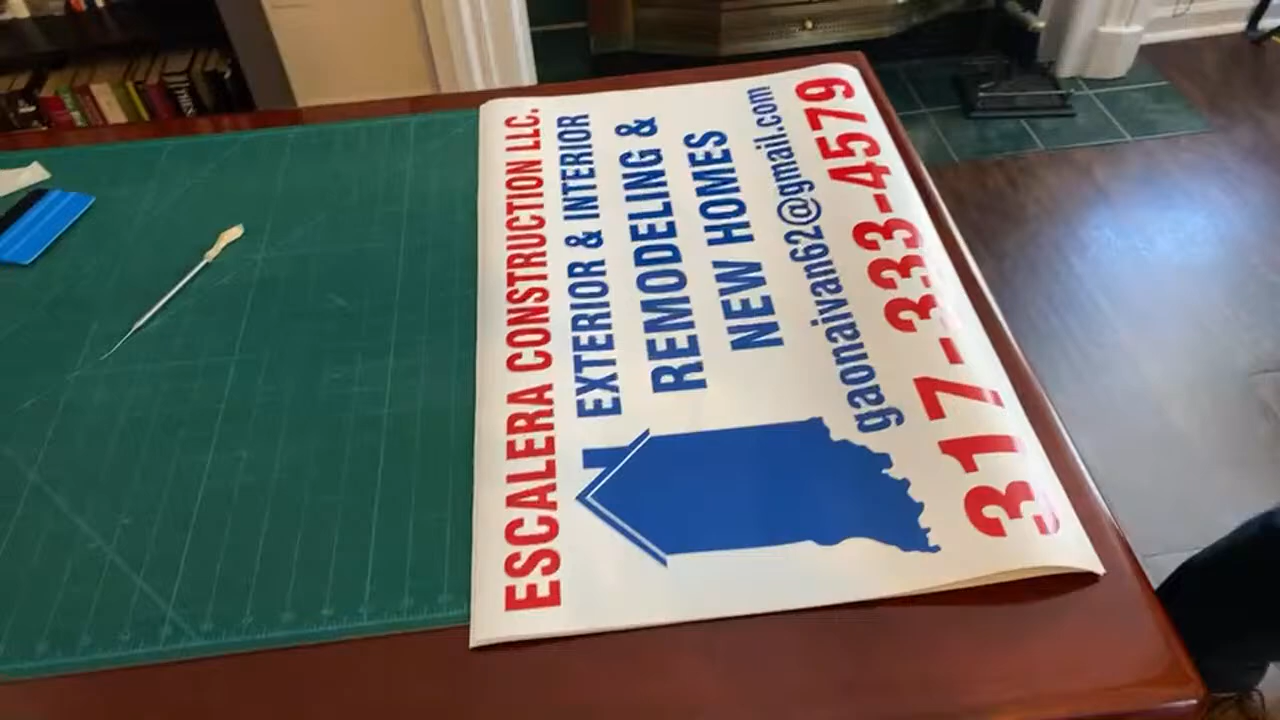 ESCALERA CONSTRUCTION LLC.
EXTERIOR & INTERIOR
REMODELING &
NEW HOMES
gaonaivan62@gmail.com
317-333-4579